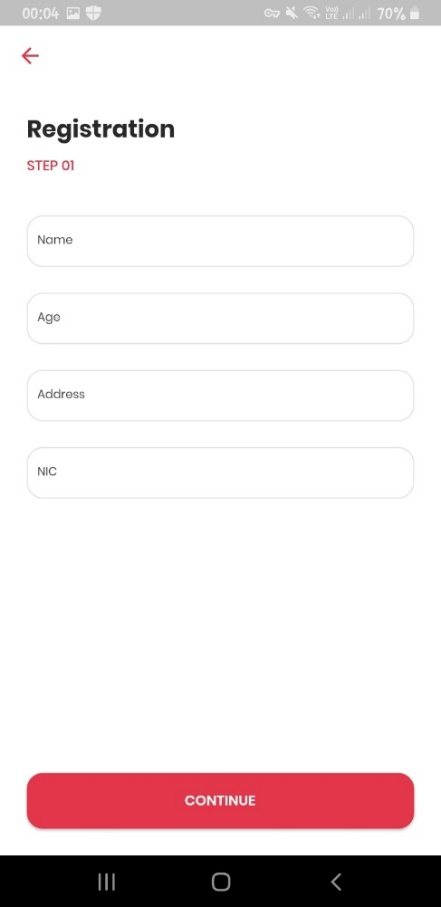 00:04 70%
Registration
STEP 01
Name
Age
Address
NIC
CONTINUE